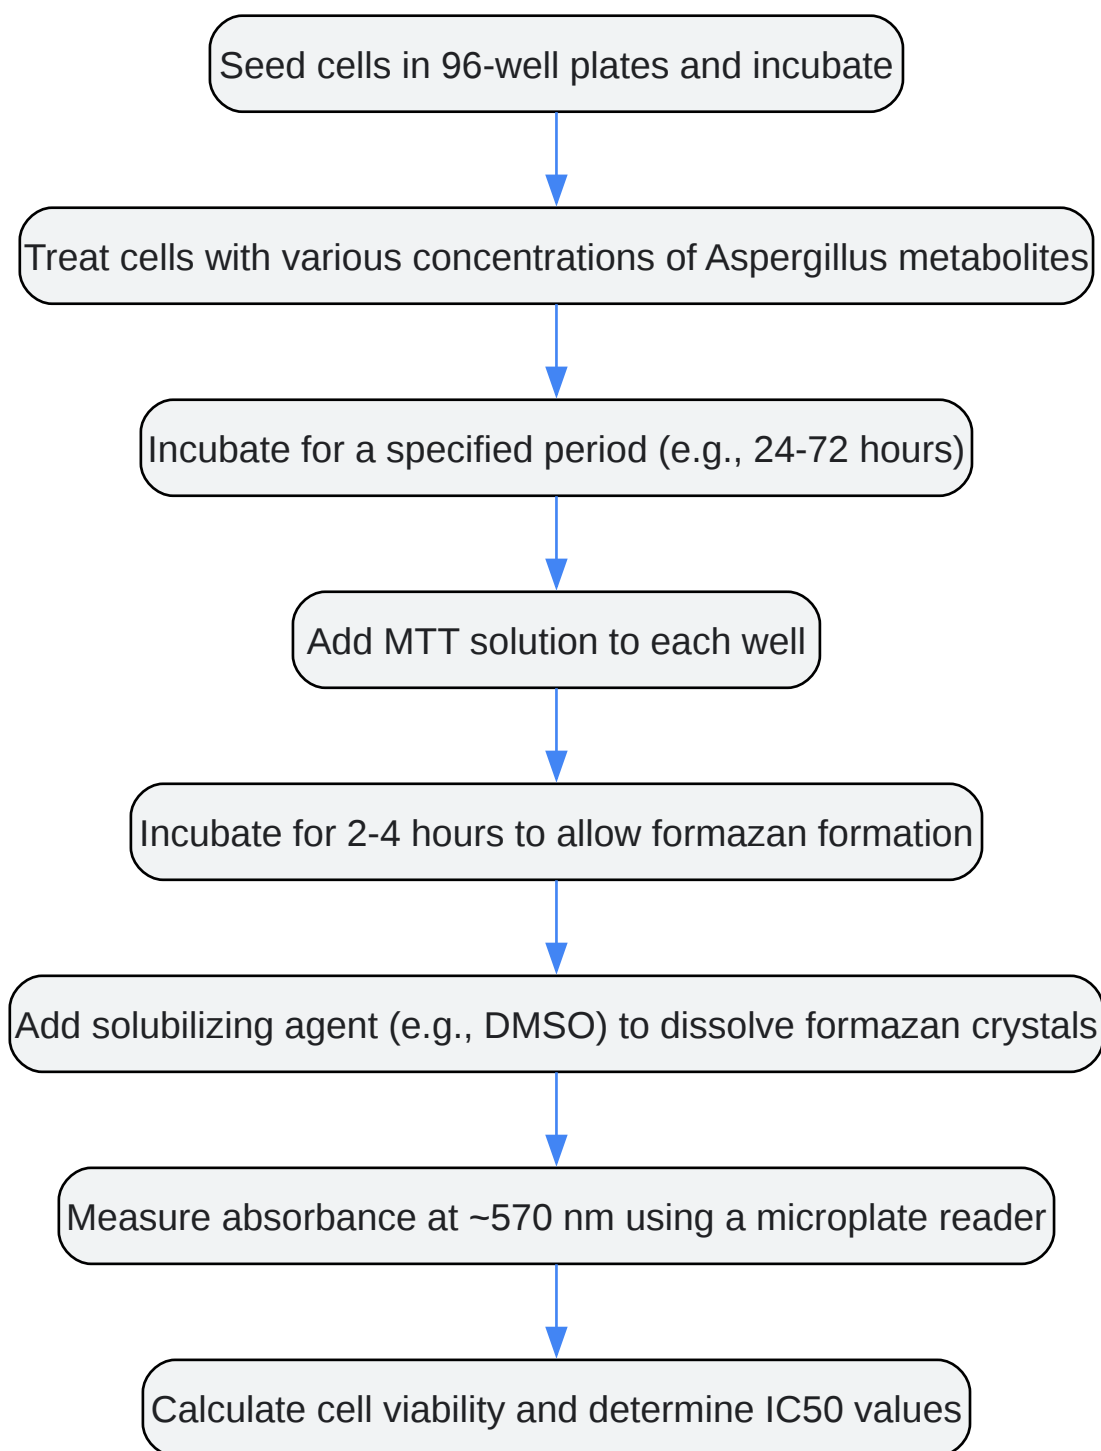 Seed cells in 96-well plates and incubate
Treat cells with various concentrations of Aspergillus metabolites
Incubate for a specified period (e.g., 24-72 hours)
Add MTT solution to each well
Incubate for 2-4 hours to allow formazan formation
Add solubilizing agent (e.g., DMSO) to dissolve formazan crystals
Measure absorbance at ~570 nm using a microplate reader
Calculate cell viability and determine IC50 values